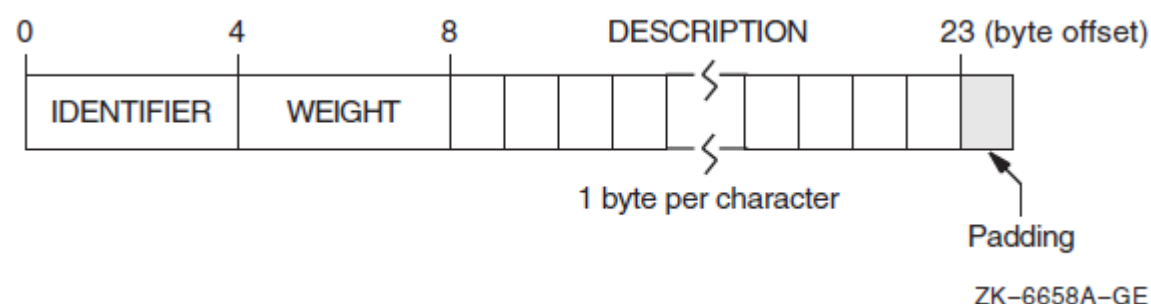 0 4 8 DESCRIPTION 23 (byte offset)
IDENTIFIER WEIGHT
1 byte per character
Padding
ZK–6658A–GE